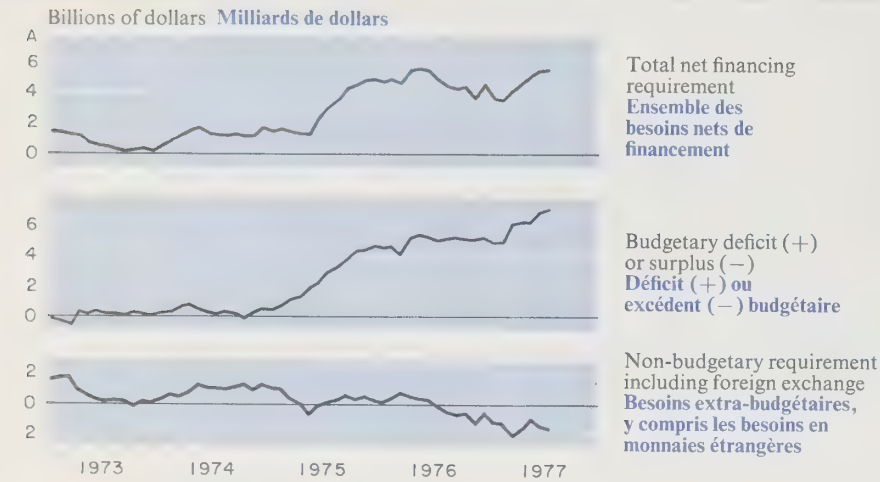 Billions of dollars Milliards de dollars
A
6
4
2
0
Total net financing
requirement
Ensemble des
besoins nets de
financement
6
4
2
0
Budgetary deficit (+)
or surplus (−)
Déficit (+) ou
excédent (−) budgétaire
2
0
2
Non-budgetary requirement
including foreign exchange
Besoins extra-budgétaires,
y compris les besoins en
monnaies étrangères
1973 1974 1975 1976 1977